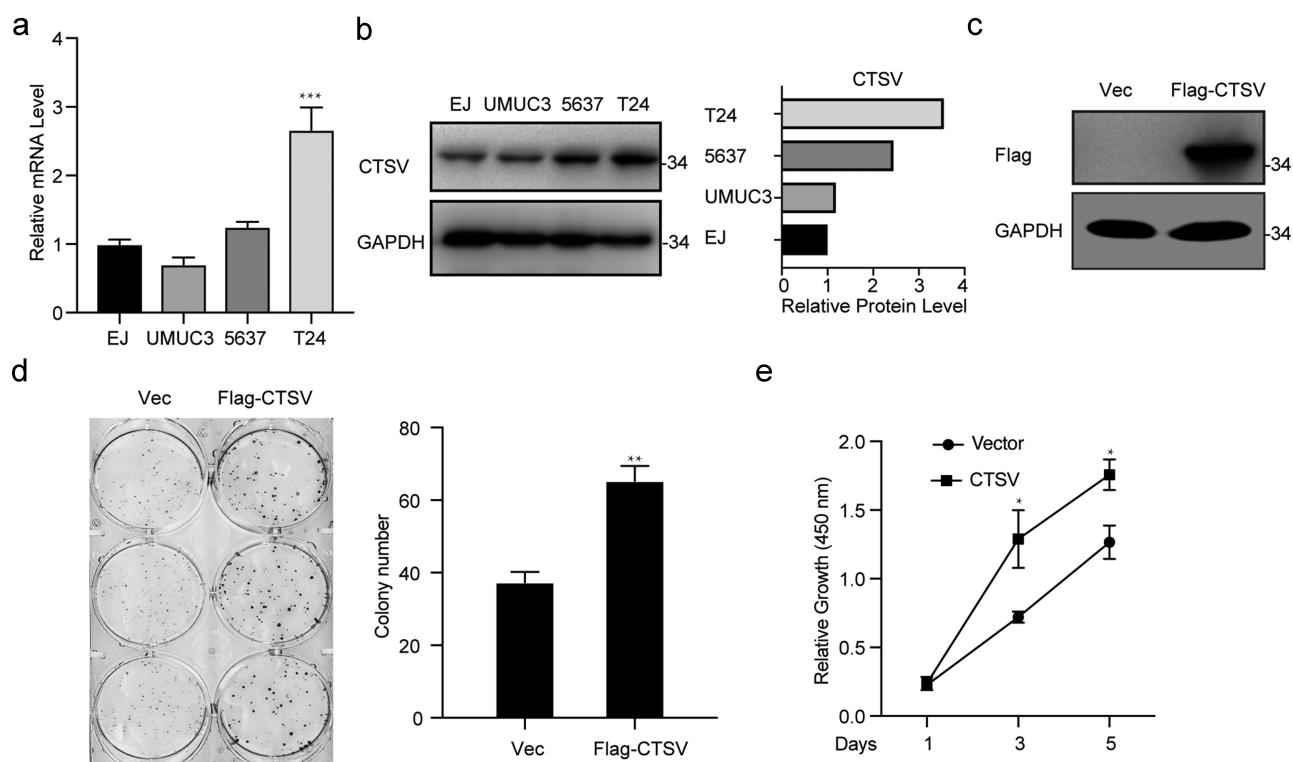 a
4
3
2
1
0
Relative mRNA Level
***
EJ UMUC3 5637 T24
b
EJ UMUC3 5637 T24
CTSV
-34
GAPDH
-34
CTSV
T24
5637
UMUC3
EJ
0 1 2 3 4
Relative Protein Level
c
Vec Flag-CTSV
Flag
-34
GAPDH
-34
d
Vec Flag-CTSV
80
60
40
20
0
Colony number
**
Vec Flag-CTSV
e
2.0
1.5
1.0
0.5
0.0
Relative Growth (450 nm)
Vector
CTSV
*
*
Days 1 3 5